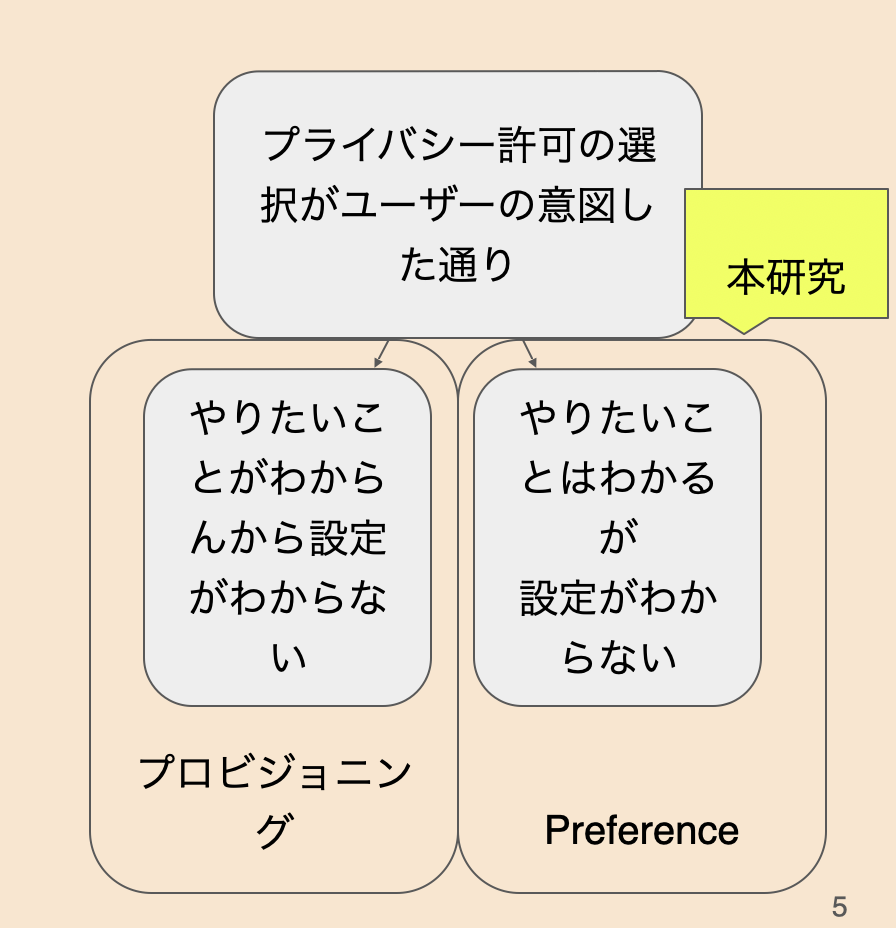 プライバシー許可の選
択がユーザーの意図し
た通り
本研究
やりたいこ
とがわから
んから設定
がわからな
い
やりたいこ
とはわかる
が
設定がわか
らない
プロビジョニン
グ
Preference
5